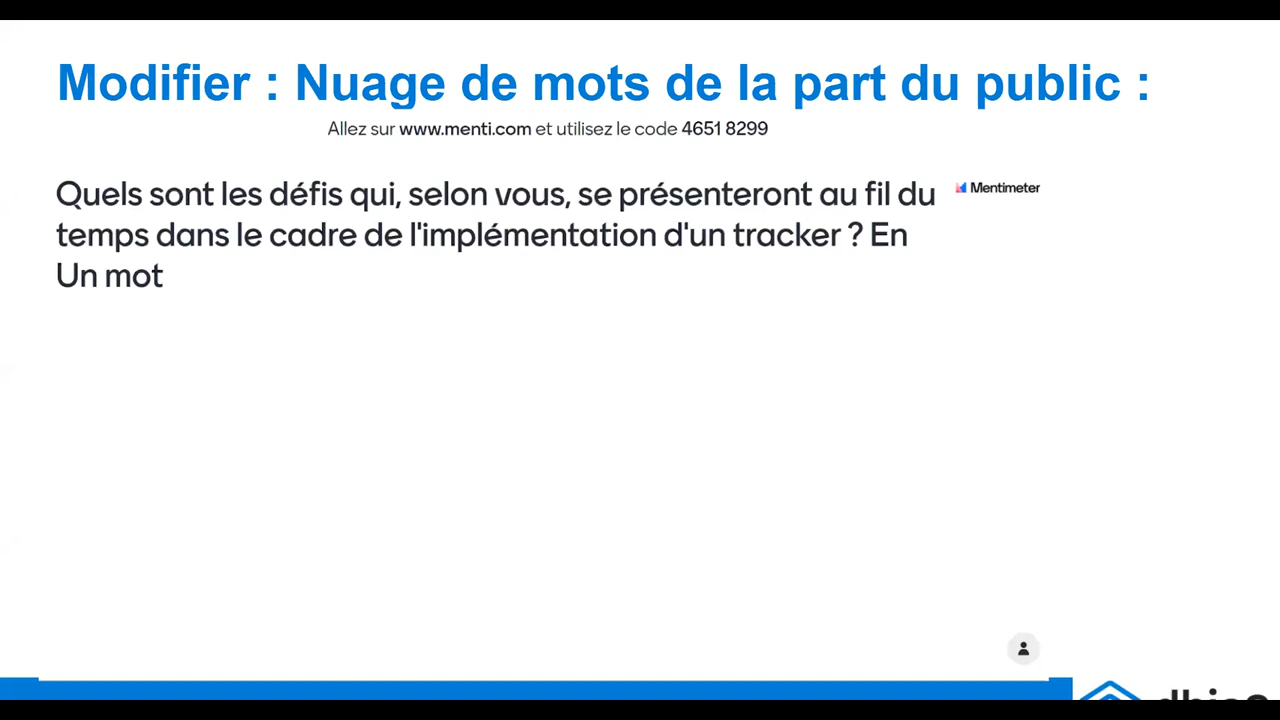 Modifier : Nuage de mots de la part du public :
Allez sur www.menti.com et utilisez le code 4651 8299
Quels sont les défis qui, selon vous, se présenteront au fil du
Mentimeter
temps dans le cadre de l'implémentation d'un tracker ? En
Un mot